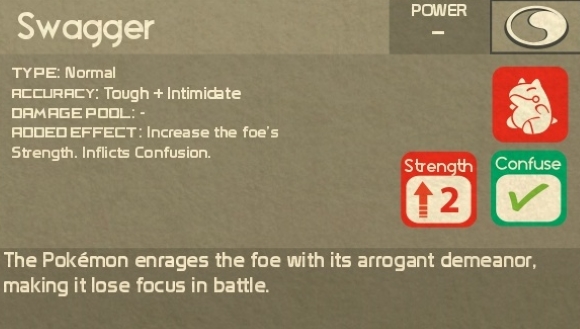 Swagger
POWER
–
TYPE: Normal
ACCURACY: Tough + Intimidate
DAMAGE POOL: -
ADDED EFFECT: Increase the foe's
Strength. Inflicts Confusion.
Strength
2
Confuse
The Pokémon enrages the foe with its arrogant demeanor,
making it lose focus in battle.